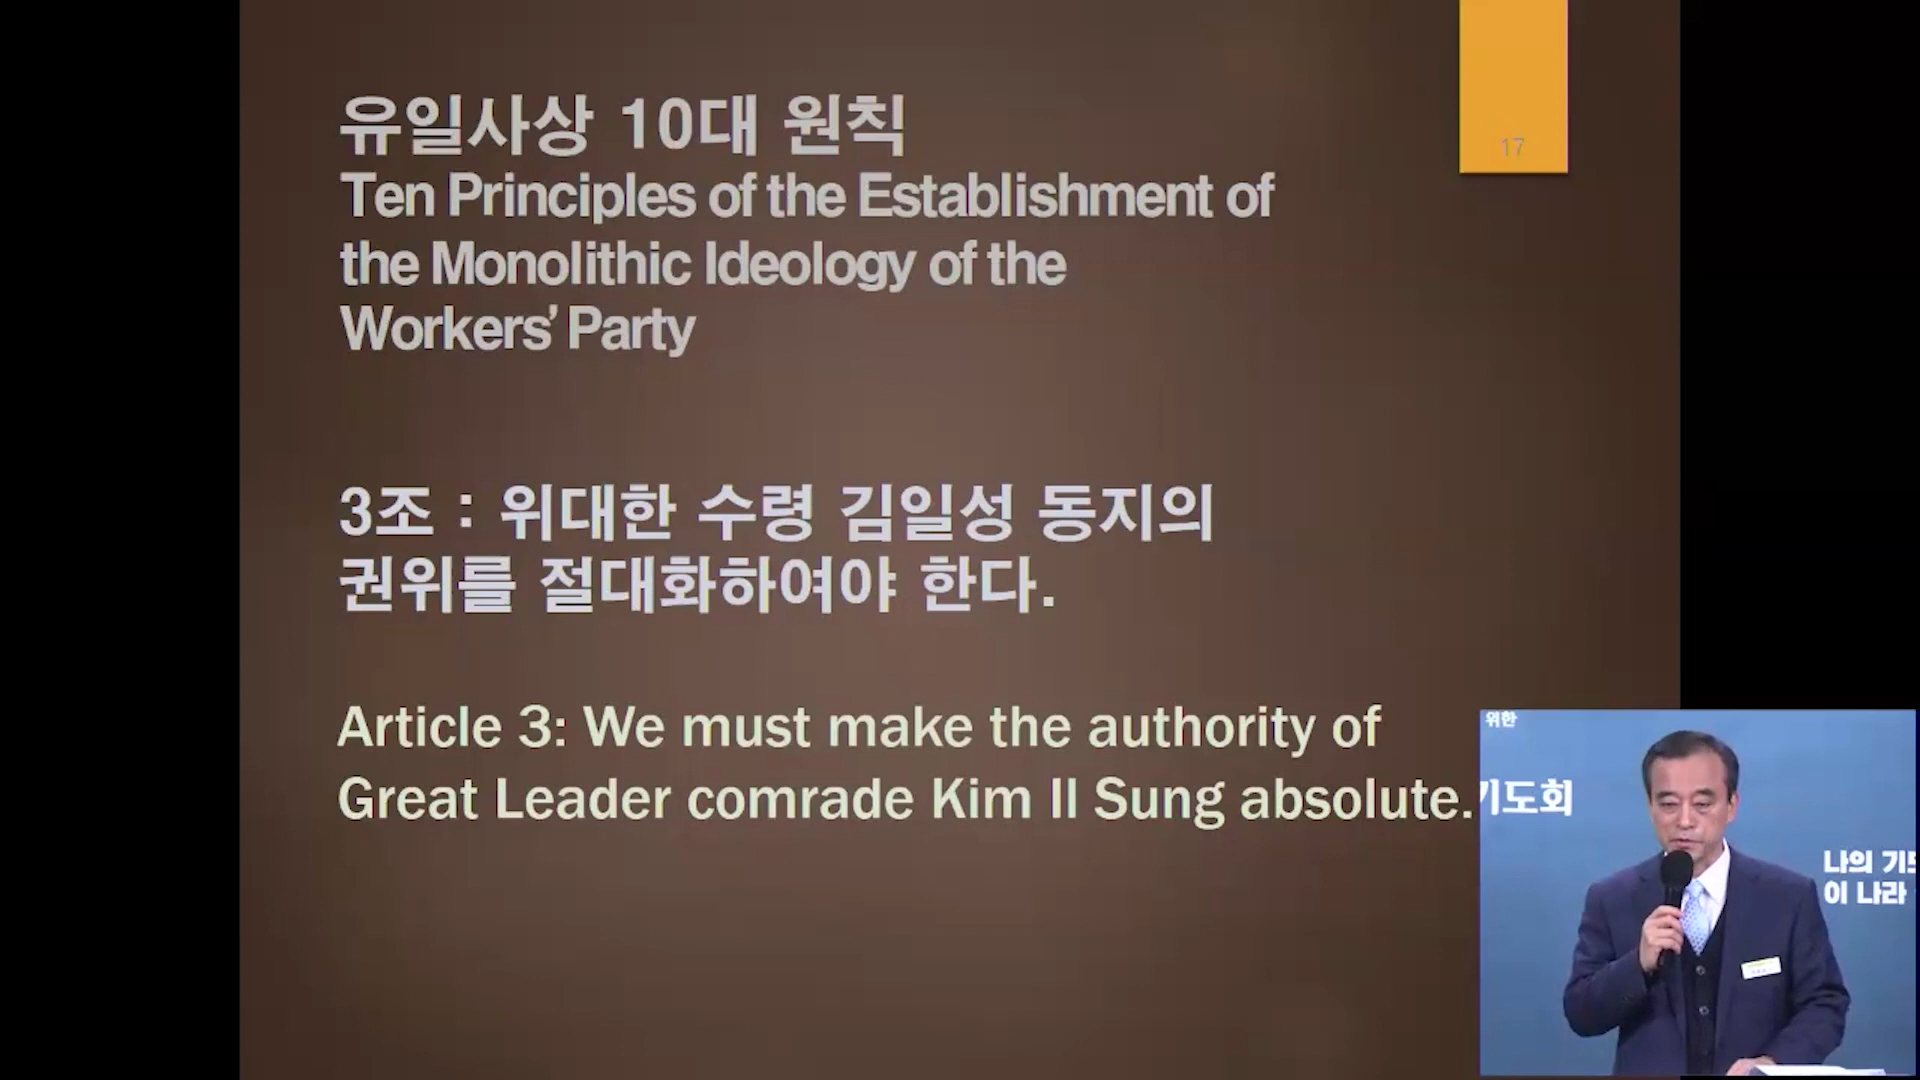 유일사상 10대 원칙
Ten Principles of the Establishment of
the Monolithic Ideology of the
Workers' Party
17
3조 : 위대한 수령 김일성 동지의
권위를 절대화하여야 한다.
Article 3: We must make the authority of
Great Leader comrade Kim Il Sung absolute.
위한
기도회
나의 기도
이 나라